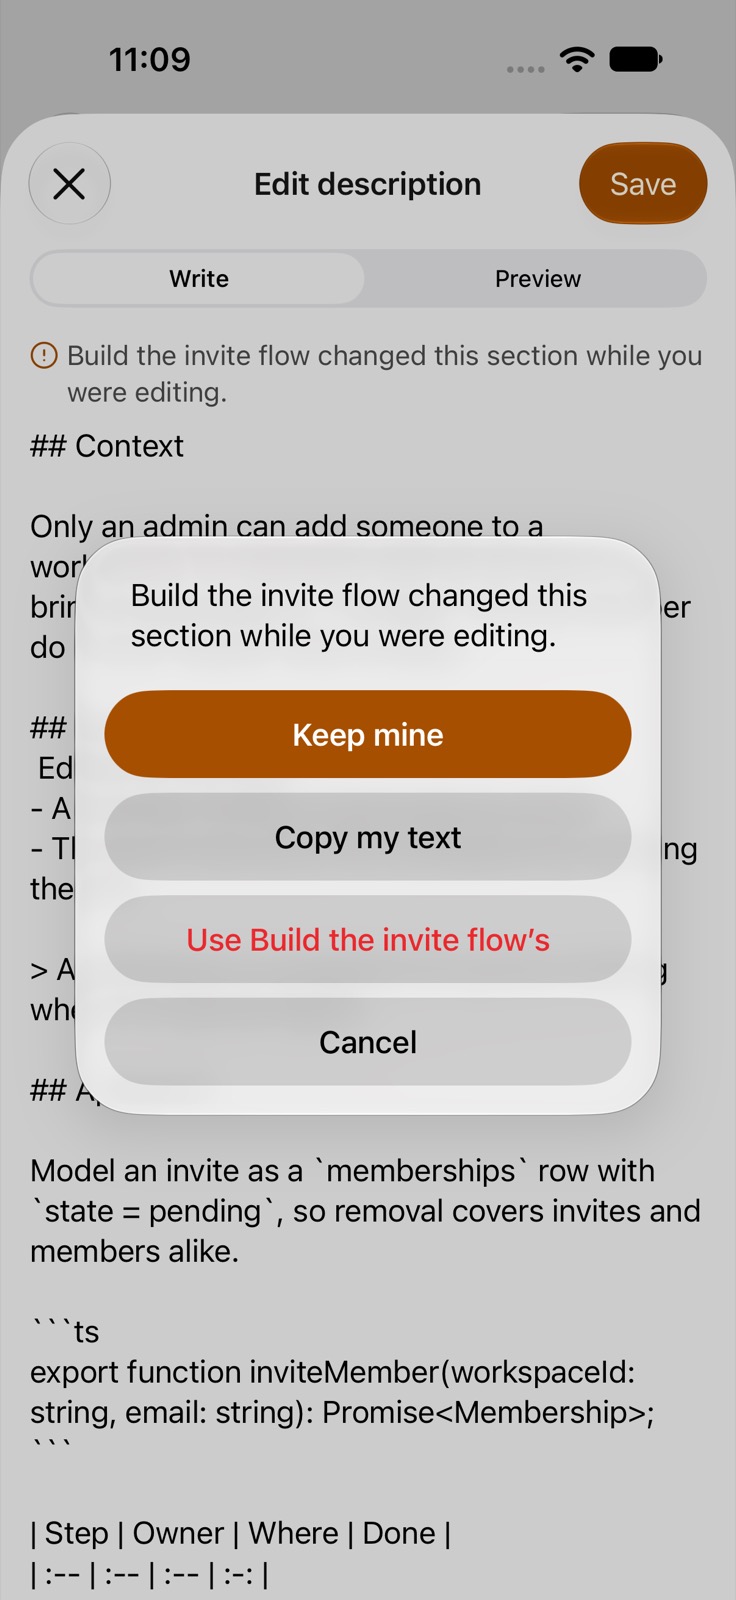 11:09
Edit description
Save
Write
Preview
Build the invite flow changed this section while you
were editing.
## Context
Only an admin can add someone to a
do
##
Ed
- A
the
> A
##
Build the invite flow changed this
section while you were editing.
Keep mine
Copy my text
Use Build the invite flow’s
Cancel
Model an invite as a `memberships` row with
`state = pending`, so removal covers invites and
members alike.
```ts
export function inviteMember(workspaceId:
string, email: string): Promise<Membership>;
```
| Step | Owner | Where | Done |
| :-- | :-- | :-- | :-: |